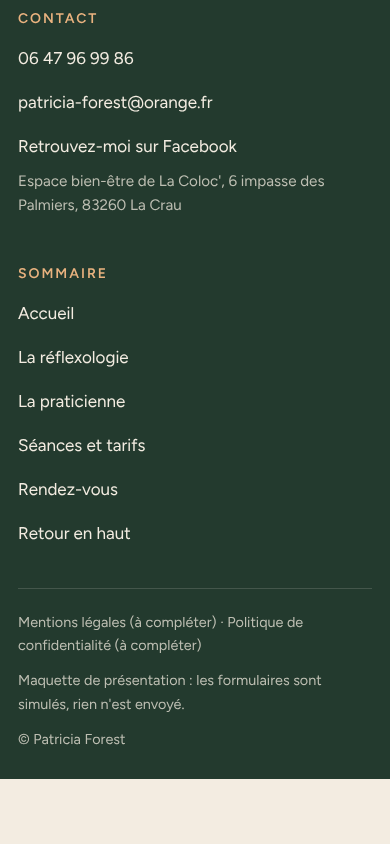 CONTACT
06 47 96 99 86
patricia-forest@orange.fr
Retrouvez-moi sur Facebook
Espace bien-être de La Coloc', 6 impasse des
Palmiers, 83260 La Crau
SOMMAIRE
Accueil
La réflexologie
La praticienne
Séances et tarifs
Rendez-vous
Retour en haut
Mentions légales (à compléter) · Politique de
confidentialité (à compléter)
Maquette de présentation : les formulaires sont
simulés, rien n'est envoyé.
© Patricia Forest